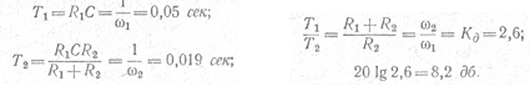 T₁ = R₁C = 1/ω₁ = 0,05 сек;
T₂ = R₁CR₂/(R₁ + R₂) = 1/ω₂ = 0,019 сек;
T₁/T₂ = (R₁ + R₂)/R₂ = ω₂/ω₁ = K∂ = 2,6;
20 lg 2,6 = 8,2 дб.